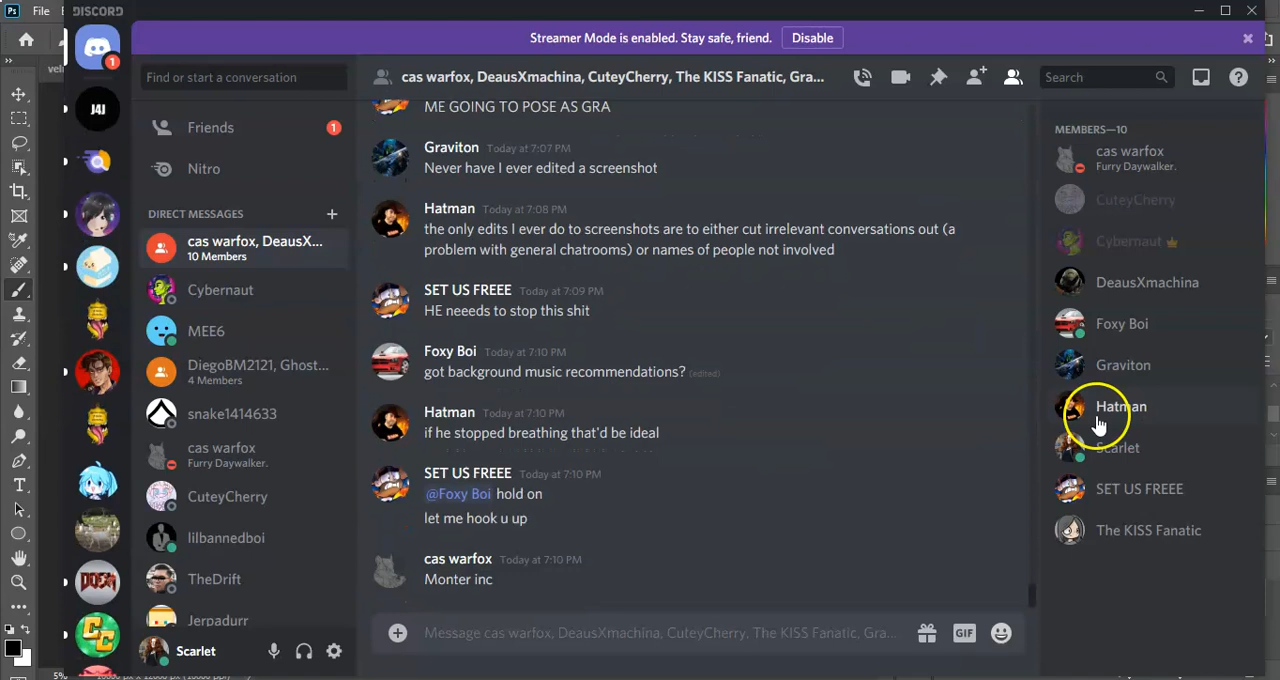 Ps
File
DISCORD
Streamer Mode is enabled. Stay safe, friend.
Disable
1
J4J
DOOM
CC
Find or start a conversation
Friends
1
Nitro
DIRECT MESSAGES
cas warfox, DeausX...
10 Members
Cybernaut
MEE6
DiegoBM2121, Ghost...
4 Members
snake1414633
cas warfox
Furry Daywalker.
CuteyCherry
lilbannedboi
TheDrift
Jerpadurr
Scarlet
cas warfox, DeausXmachina, CuteyCherry, The KISS Fanatic, Gra...
Search
ME GOING TO POSE AS GRA
Graviton Today at 7:07 PM
Never have I ever edited a screenshot
Hatman Today at 7:08 PM
the only edits I ever do to screenshots are to either cut irrelevant conversations out (a
problem with general chatrooms) or names of people not involved
SET US FREEE Today at 7:09 PM
HE neeeds to stop this shit
Foxy Boi Today at 7:10 PM
got background music recommendations? (edited)
Hatman Today at 7:10 PM
if he stopped breathing that'd be ideal
SET US FREEE Today at 7:10 PM
@Foxy Boi hold on
let me hook u up
cas warfox Today at 7:10 PM
Monter inc
Message cas warfox, DeausXmachina, CuteyCherry, The KISS Fanatic, Gra...
GIF
MEMBERS—10
cas warfox
Furry Daywalker.
CuteyCherry
Cybernaut
DeausXmachina
Foxy Boi
Graviton
Hatman
Scarlet
SET US FREEE
The KISS Fanatic